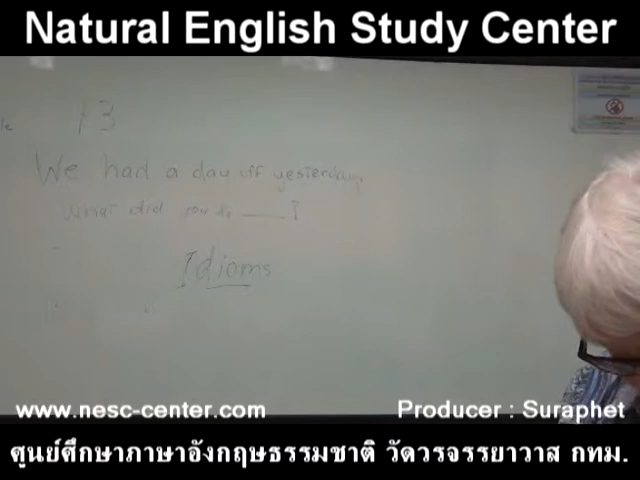 Natural English Study Center
13
We had a day off yesterday.
What did you do ____?
Idioms
www.nesc-center.com
Producer : Suraphet
ศูนย์ศึกษาภาษาอังกฤษธรรมชาติ วัดวรจรรยาวาส กทม.